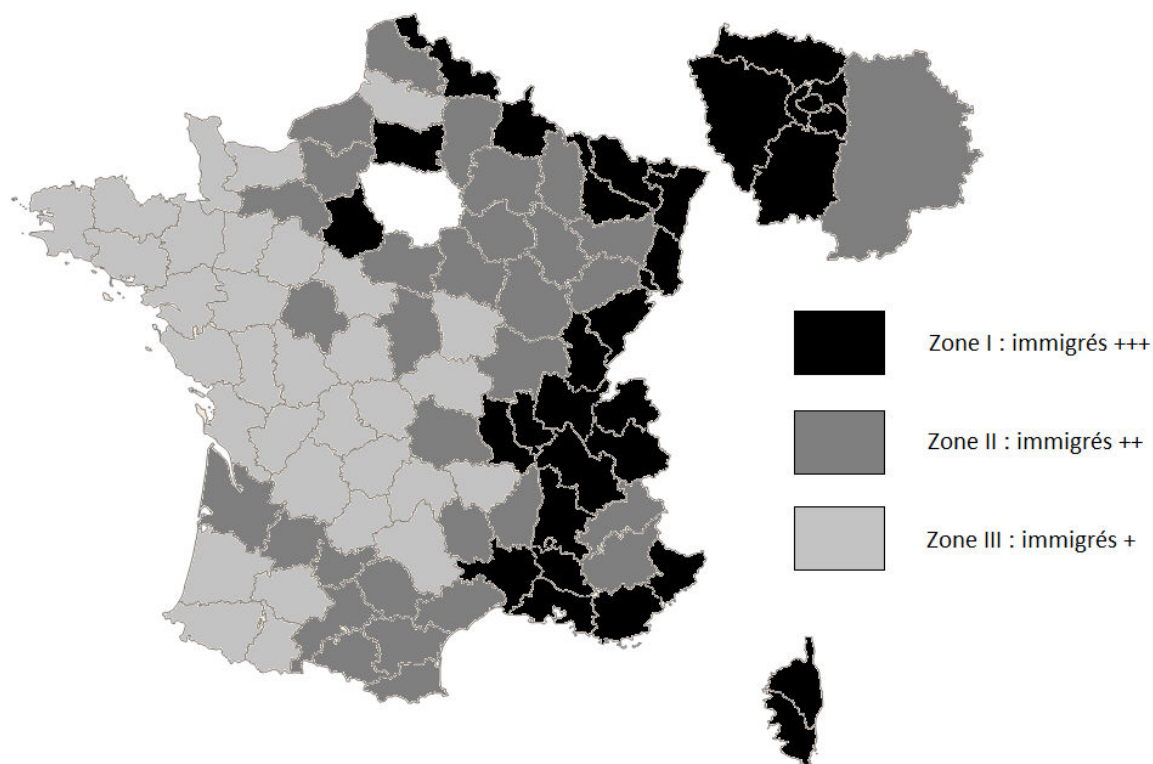 Zone I : immigrés +++
Zone II : immigrés ++
Zone III : immigrés +